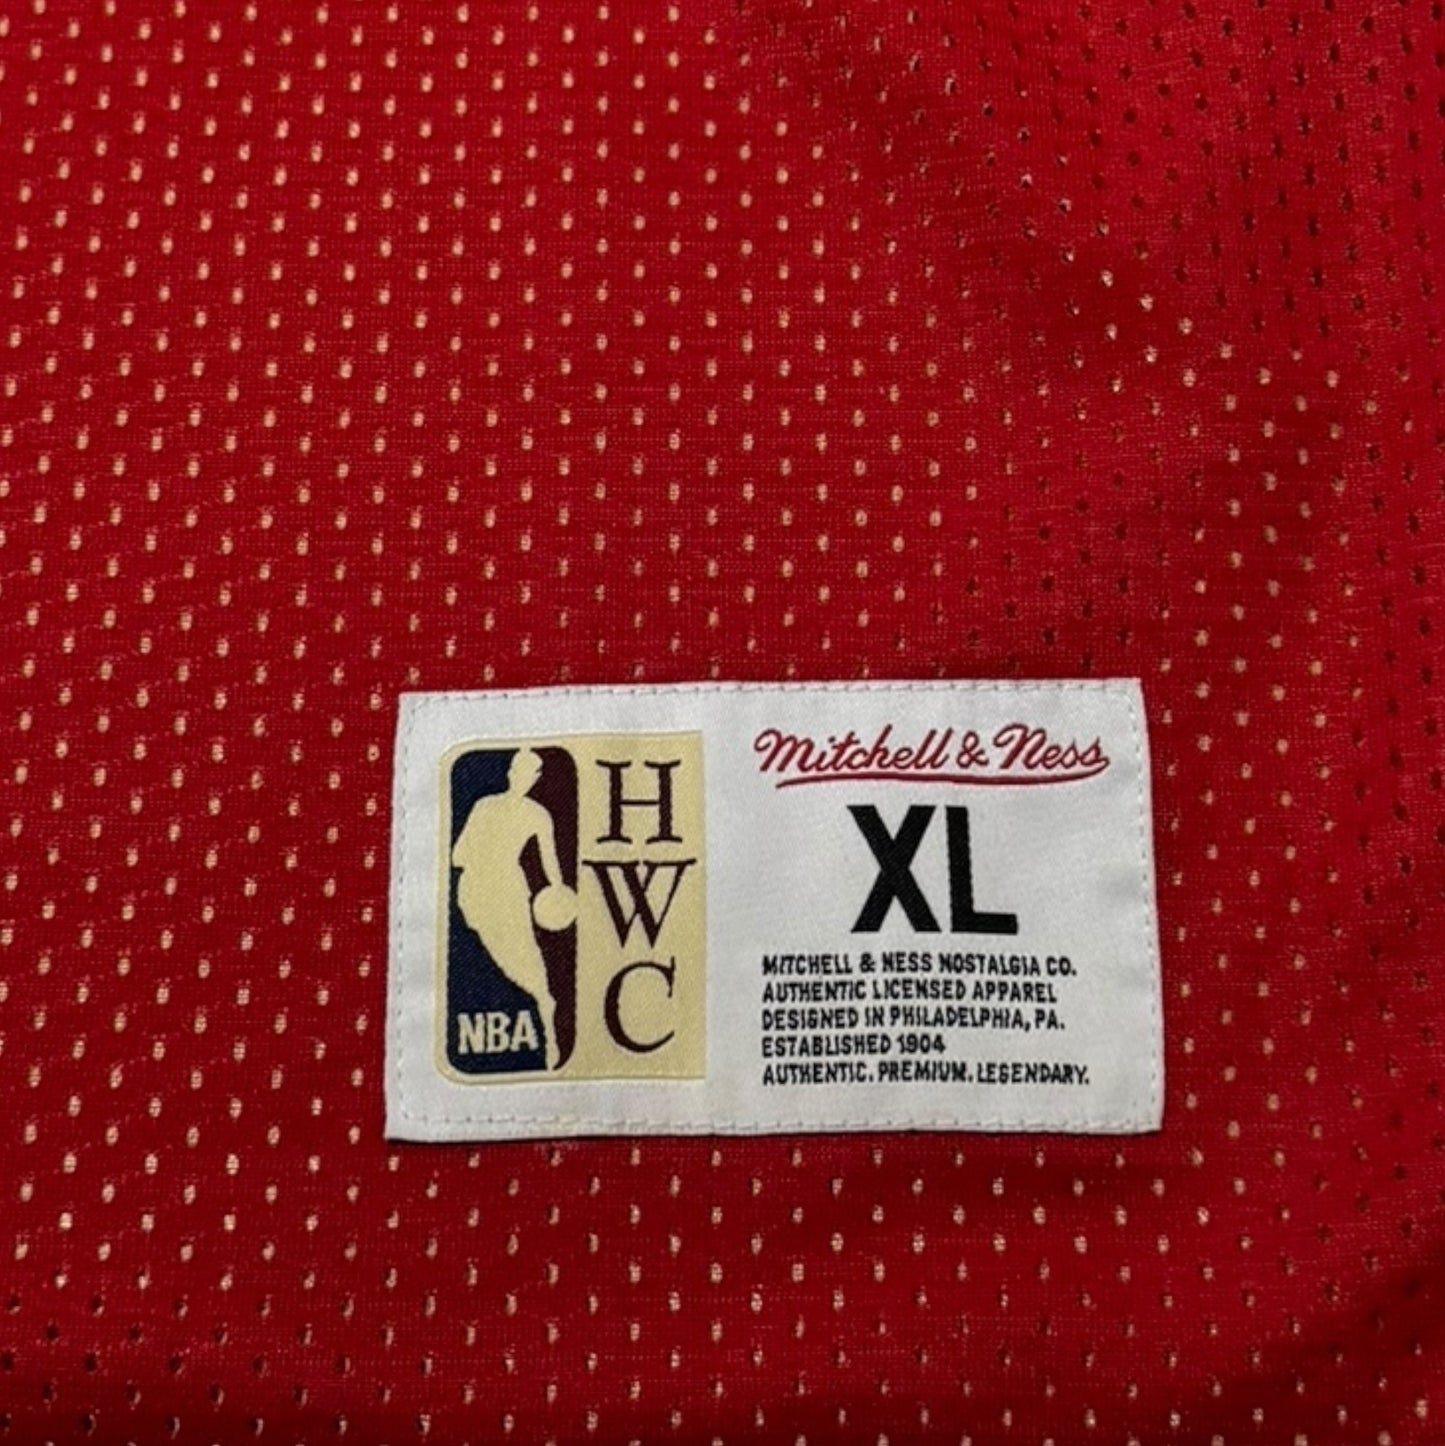 NBA
H
W
C
Mitchell & Ness
XL
MITCHELL & NESS NOSTALGIA CO.
AUTHENTIC LICENSED APPAREL
DESIGNED IN PHILADELPHIA, PA.
ESTABLISHED 1904
AUTHENTIC. PREMIUM. LEGENDARY.